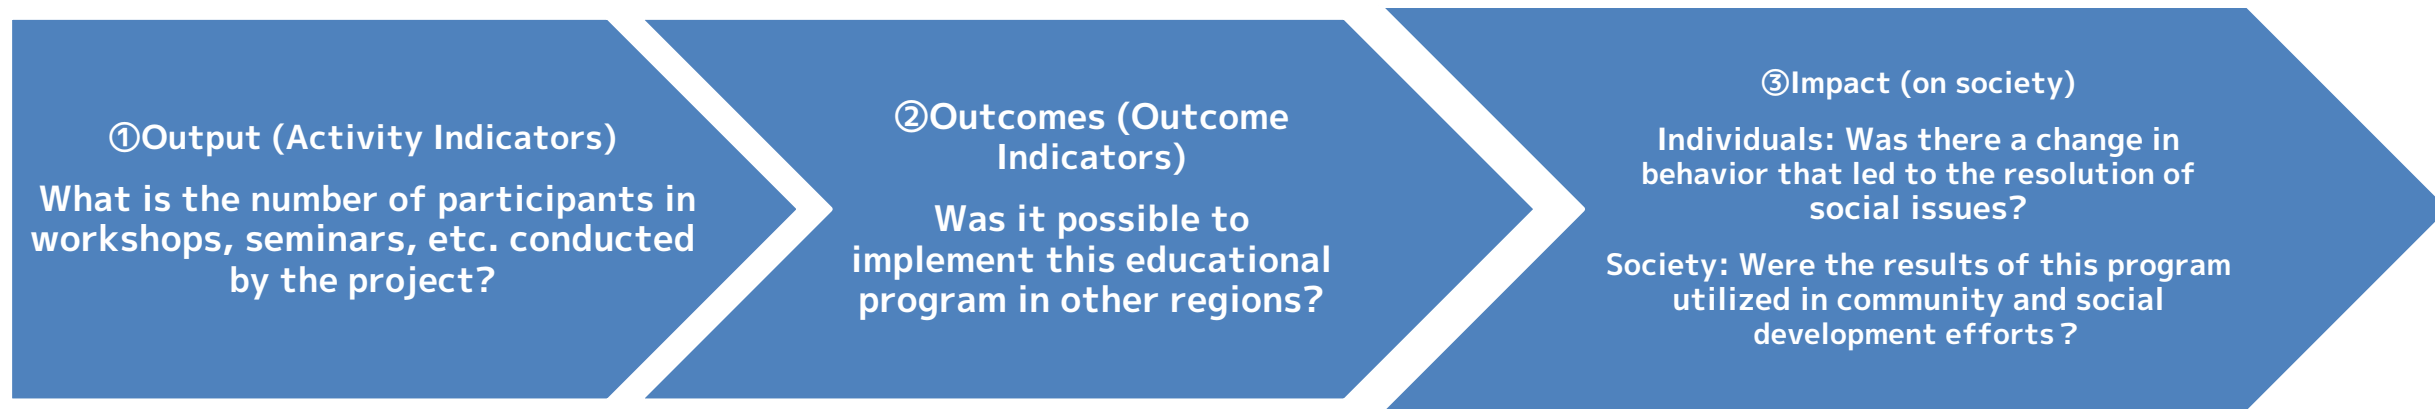 ①Output (Activity Indicators)
What is the number of participants in
workshops, seminars, etc. conducted
by the project?
②Outcomes (Outcome
Indicators)
Was it possible to
implement this educational
program in other regions?
③Impact (on society)
Individuals: Was there a change in
behavior that led to the resolution of
social issues?
Society: Were the results of this program
utilized in community and social
development efforts？